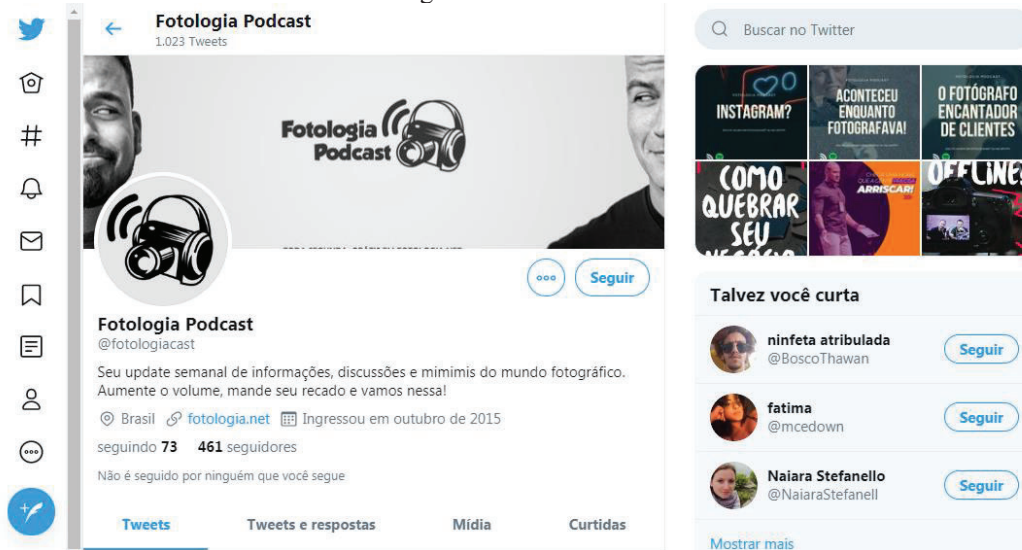 Fotologia Podcast
1.023 Tweets
Fotologia
Podcast
Seguir
Fotologia Podcast
@fotologiacast
Seu update semanal de informações, discussões e mimimis do mundo fotográfico.
Aumente o volume, mande seu recado e vamos nessa!
Brasil fotologia.net Ingressou em outubro de 2015
seguindo 73 461 seguidores
Não é seguido por ninguém que você segue
Tweets Tweets e respostas Mídia Curtidas
Buscar no Twitter
INSTAGRAM?
ACONTECEU
ENQUANTO
FOTOGRAFAVA!
O FOTÓGRAFO
ENCANTADOR
DE CLIENTES
COMO
QUEBRAR
SEU
NEGÓCIO
ARRISCAR!
OFFLINE
Talvez você curta
ninfeta atribulada
@BoscoThawan
Seguir
fatima
@mcedown
Seguir
Naiara Stefanello
@NaiaraStefanell
Seguir
Mostrar mais